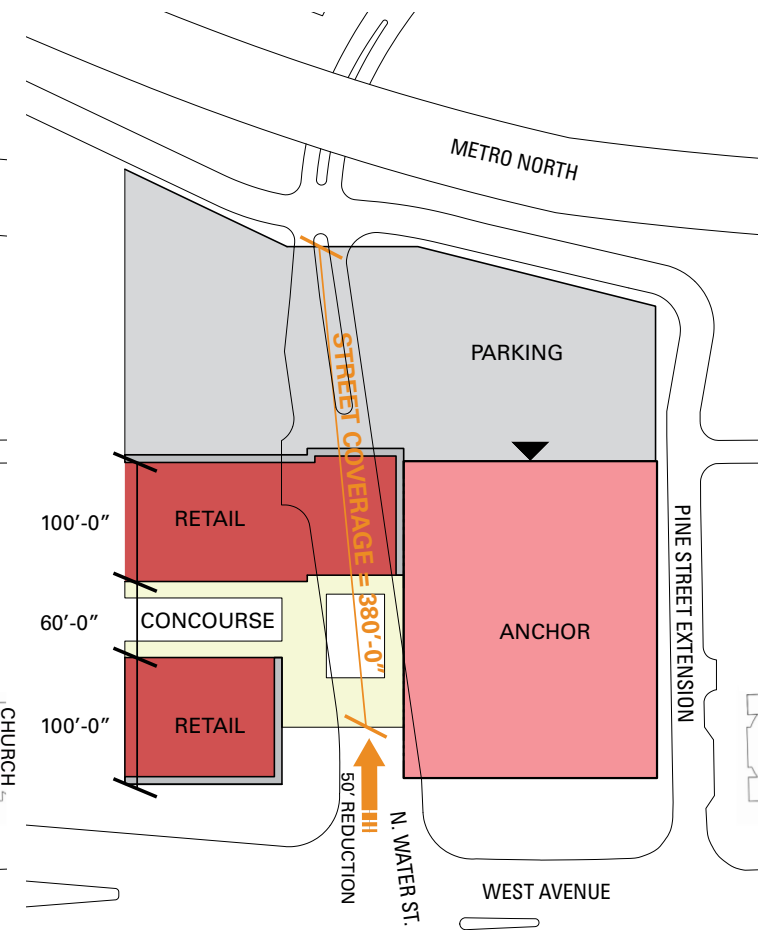 METRO NORTH
PARKING
STREET COVERAGE = 380’-0”
100’-0”
RETAIL
PINE STREET EXTENSION
60’-0”
CONCOURSE
ANCHOR
CHURCH
100’-0”
RETAIL
50’ REDUCTION
N. WATER ST.
WEST AVENUE